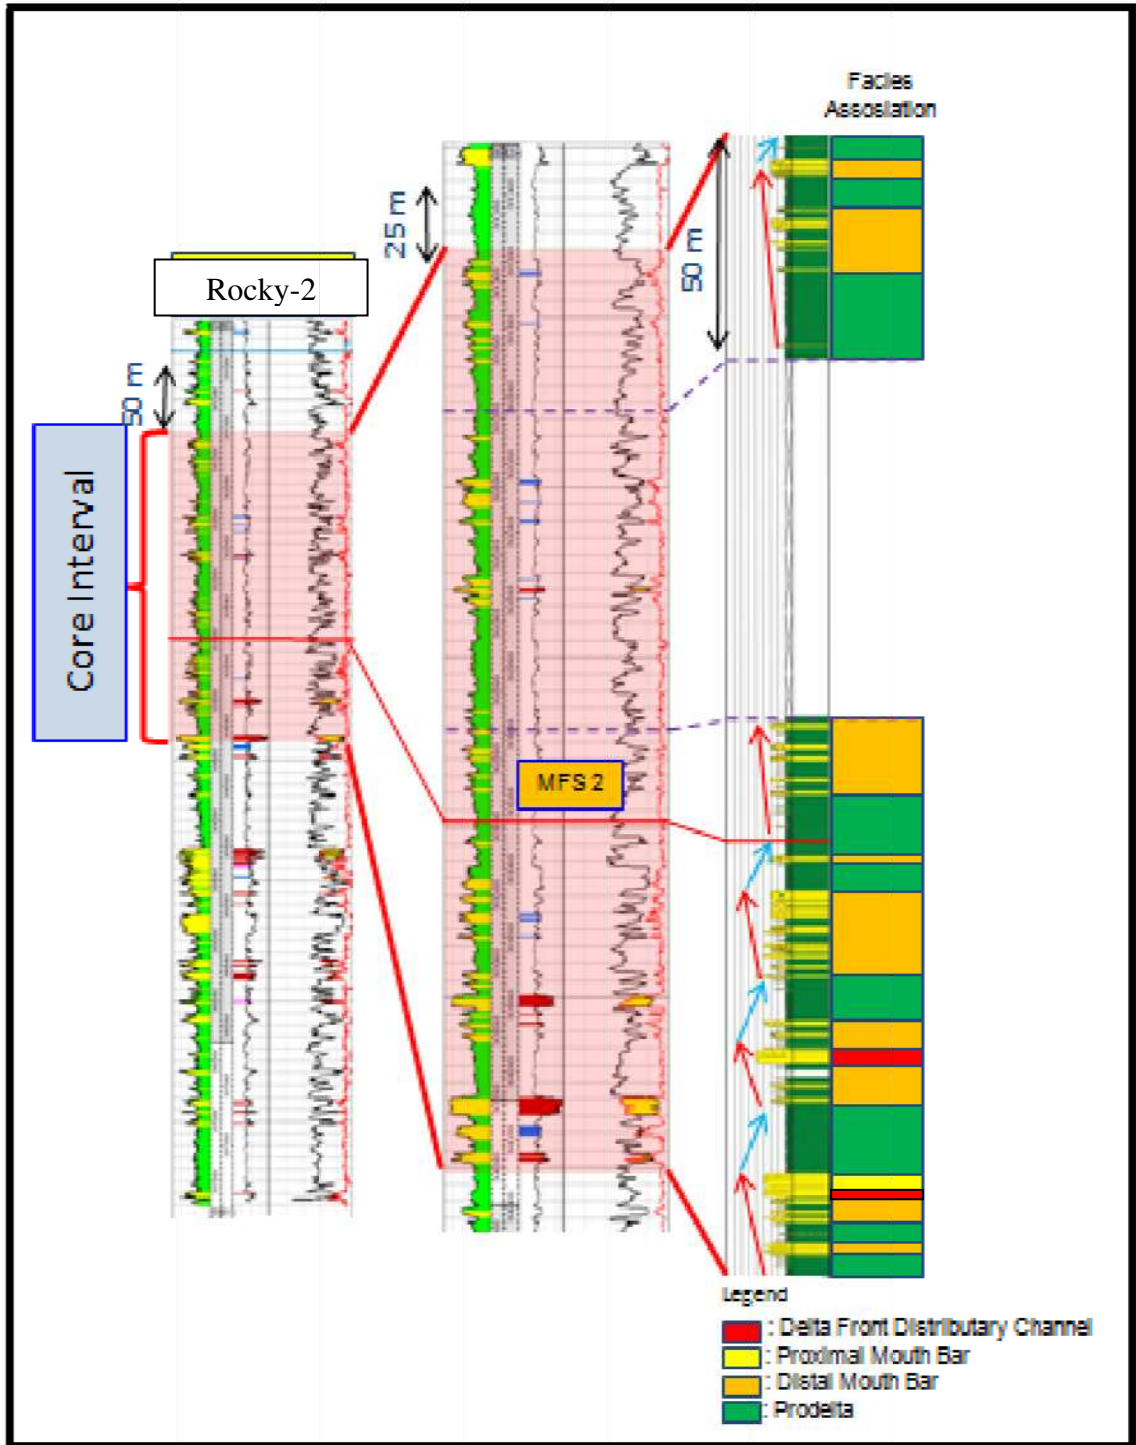 Facies
Assosiation
25 m
50 m
Rocky-2
50 m
Core Interval
MFS 2
Legend
: Delta Front Distributary Channel
: Proximal Mouth Bar
: Distal Mouth Bar
: Prodelta